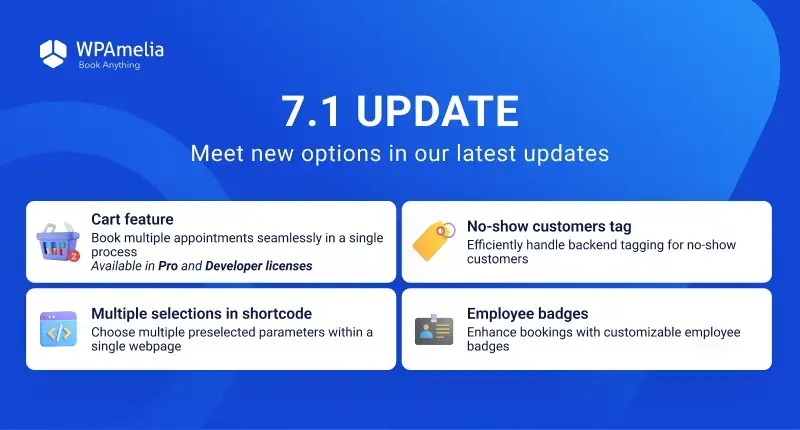 WPAmelia
Book Anything
7.1 UPDATE
Meet new options in our latest updates
Cart feature
Book multiple appointments seamlessly in a single
process
Available in Pro and Developer licenses
2
No-show customers tag
Efficiently handle backend tagging for no-show
customers
Multiple selections in shortcode
Choose multiple preselected parameters within a
single webpage
</>
Employee badges
Enhance bookings with customizable employee
badges